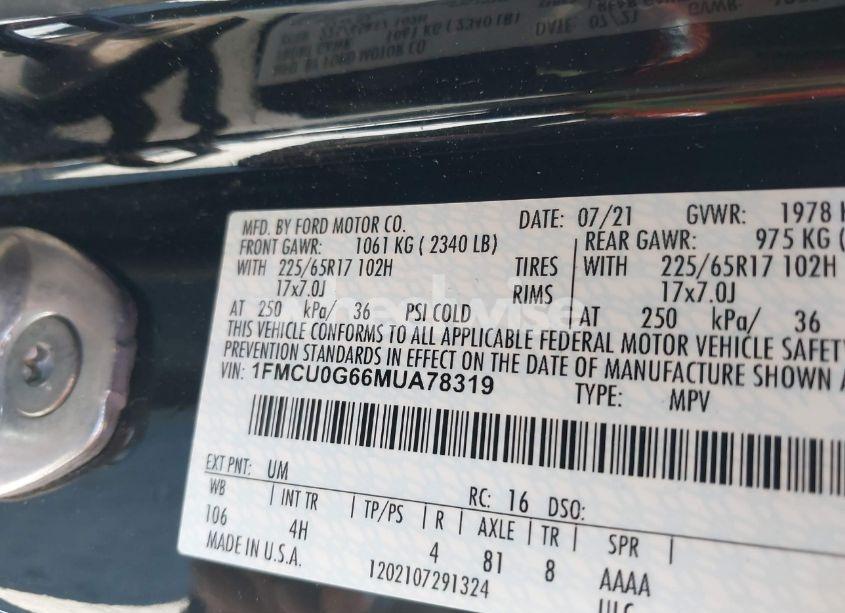 MFD. BY FORD MOTOR CO. DATE: 07/21 GVWR: 1978
FRONT GAWR: 1061 KG ( 2340 LB) REAR GAWR: 975 KG (
WITH 225/65R17 102H TIRES WITH 225/65R17 102H
17x7.0J RIMS 17x7.0J
AT 250 kPa/ 36 PSI COLD AT 250 kPa/ 36
THIS VEHICLE CONFORMS TO ALL APPLICABLE FEDERAL MOTOR VEHICLE SAFETY
PREVENTION STANDARDS IN EFFECT ON THE DATE OF MANUFACTURE SHOWN
VIN: 1FMCU0G66MUA78319 TYPE: MPV
EXT PNT: UM RC: 16 DSO:
WB INT TR TP/PS R AXLE TR SPR
106 4H 4 81 8 AAAA
MADE IN U.S.A. 1202107291324